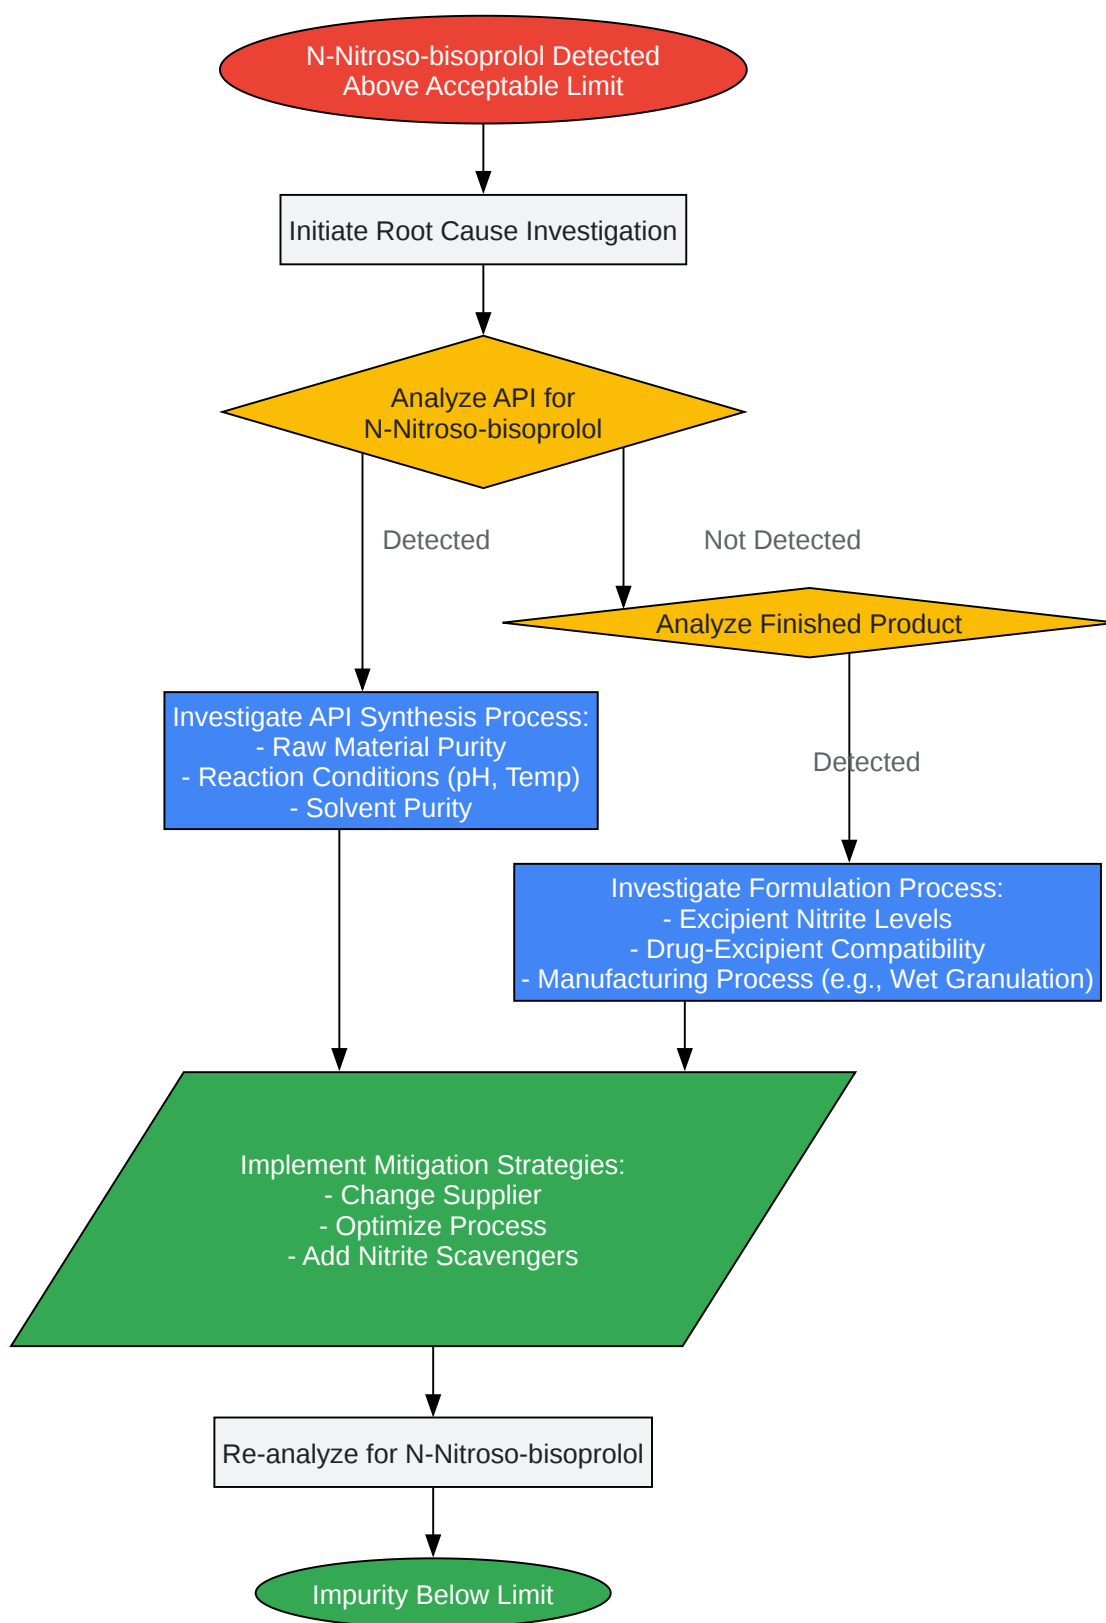 N-Nitroso-bisoprolol Detected
Above Acceptable Limit
Initiate Root Cause Investigation
Analyze API for
N-Nitroso-bisoprolol
Detected
Not Detected
Analyze Finished Product
Investigate API Synthesis Process:
- Raw Material Purity
- Reaction Conditions (pH, Temp)
- Solvent Purity
Detected
Investigate Formulation Process:
- Excipient Nitrite Levels
- Drug-Excipient Compatibility
- Manufacturing Process (e.g., Wet Granulation)
Implement Mitigation Strategies:
- Change Supplier
- Optimize Process
- Add Nitrite Scavengers
Re-analyze for N-Nitroso-bisoprolol
Impurity Below Limit